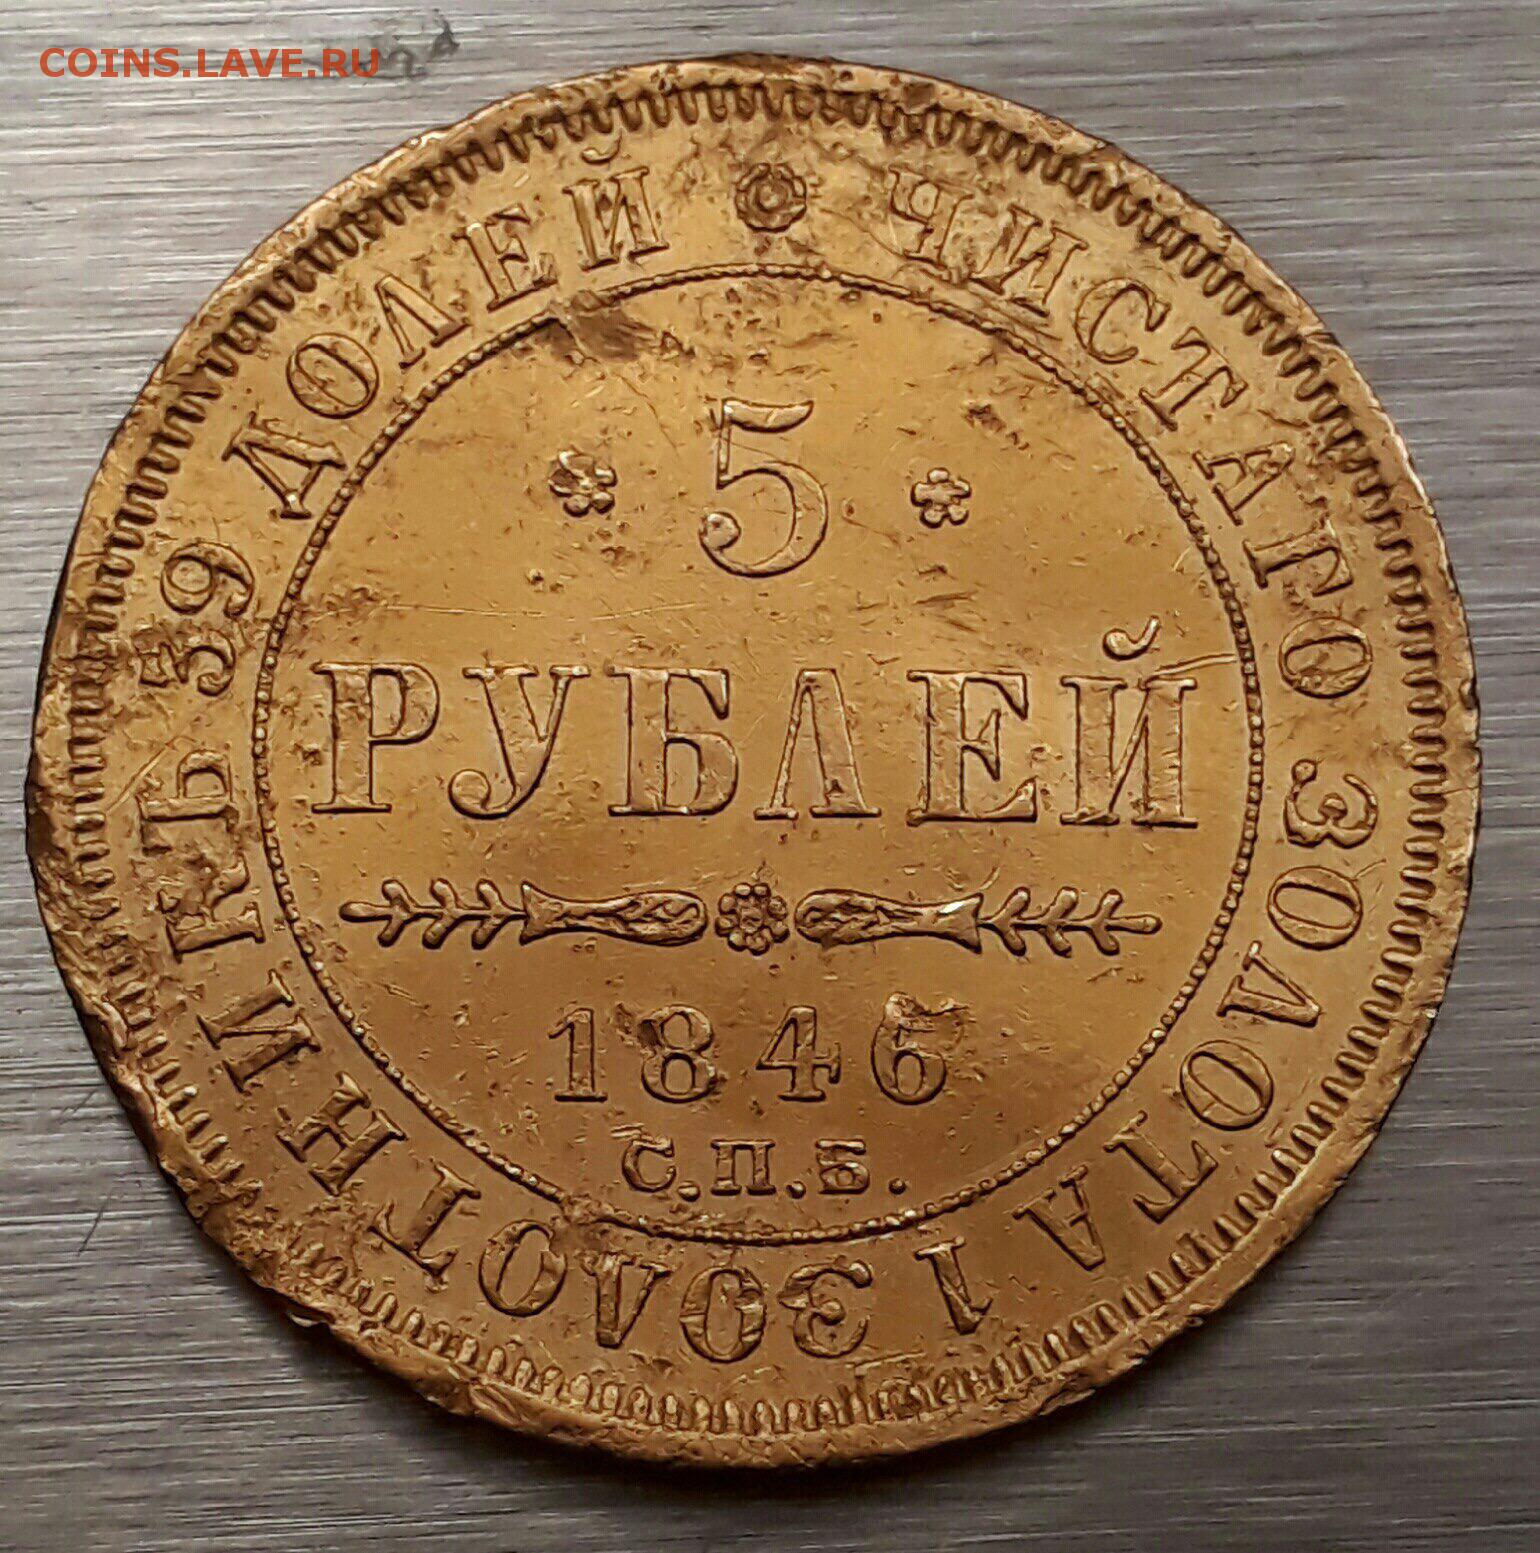 COINS.LAVE.RU
* ЧИСТАГО ЗОЛОТА 1 ЗОЛОТНИКЪ 39 ДОЛЕЙ
* 5 *
РУБЛЕЙ
1846
С.П.Б.